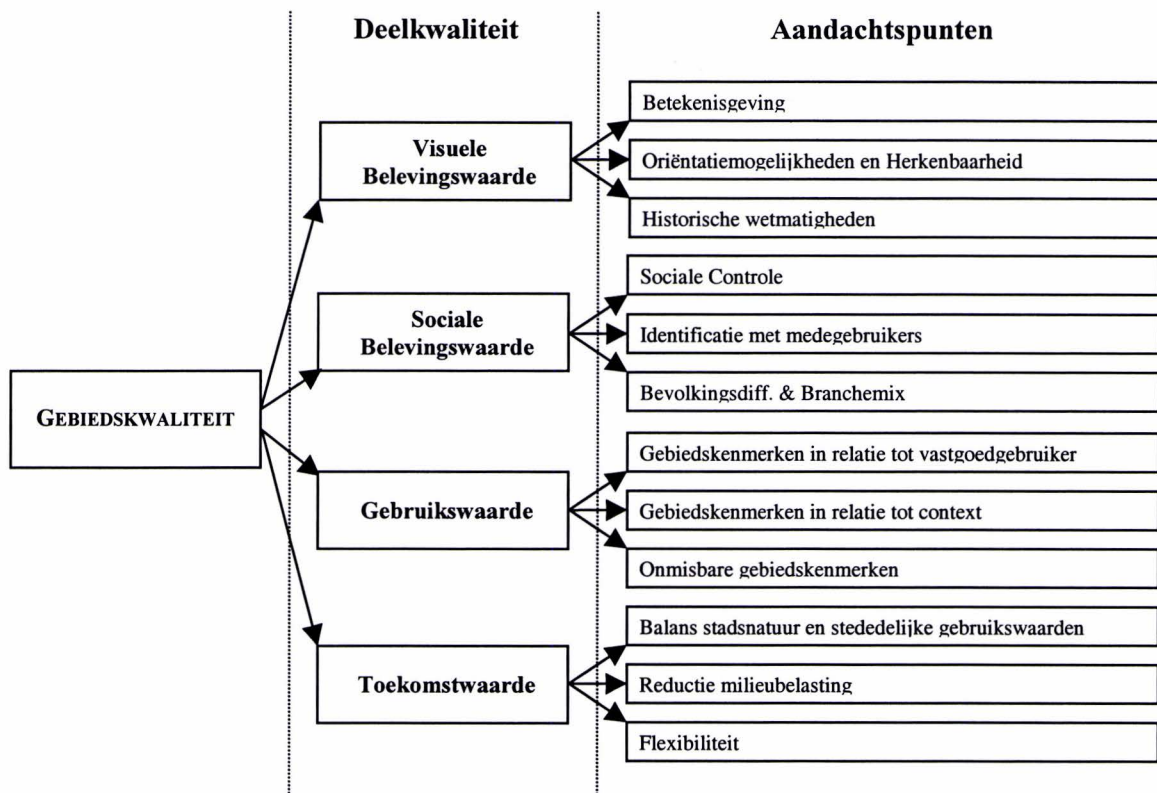 Deelkwaliteit
Aandachtspunten
GEBIEDSKWALITEIT
Visuele
Belevingswaarde
Betekenisgeving
Oriëntatiemogelijkheden en Herkenbaarheid
Historische wetmatigheden
Sociale
Belevingswaarde
Sociale Controle
Identificatie met medegebruikers
Bevolkingsdiff. & Branchemix
Gebruikswaarde
Gebiedskenmerken in relatie tot vastgoedgebruiker
Gebiedskenmerken in relatie tot context
Onmisbare gebiedskenmerken
Toekomstwaarde
Balans stadsnatuur en stededelijke gebruikswaarden
Reductie milieubelasting
Flexibiliteit